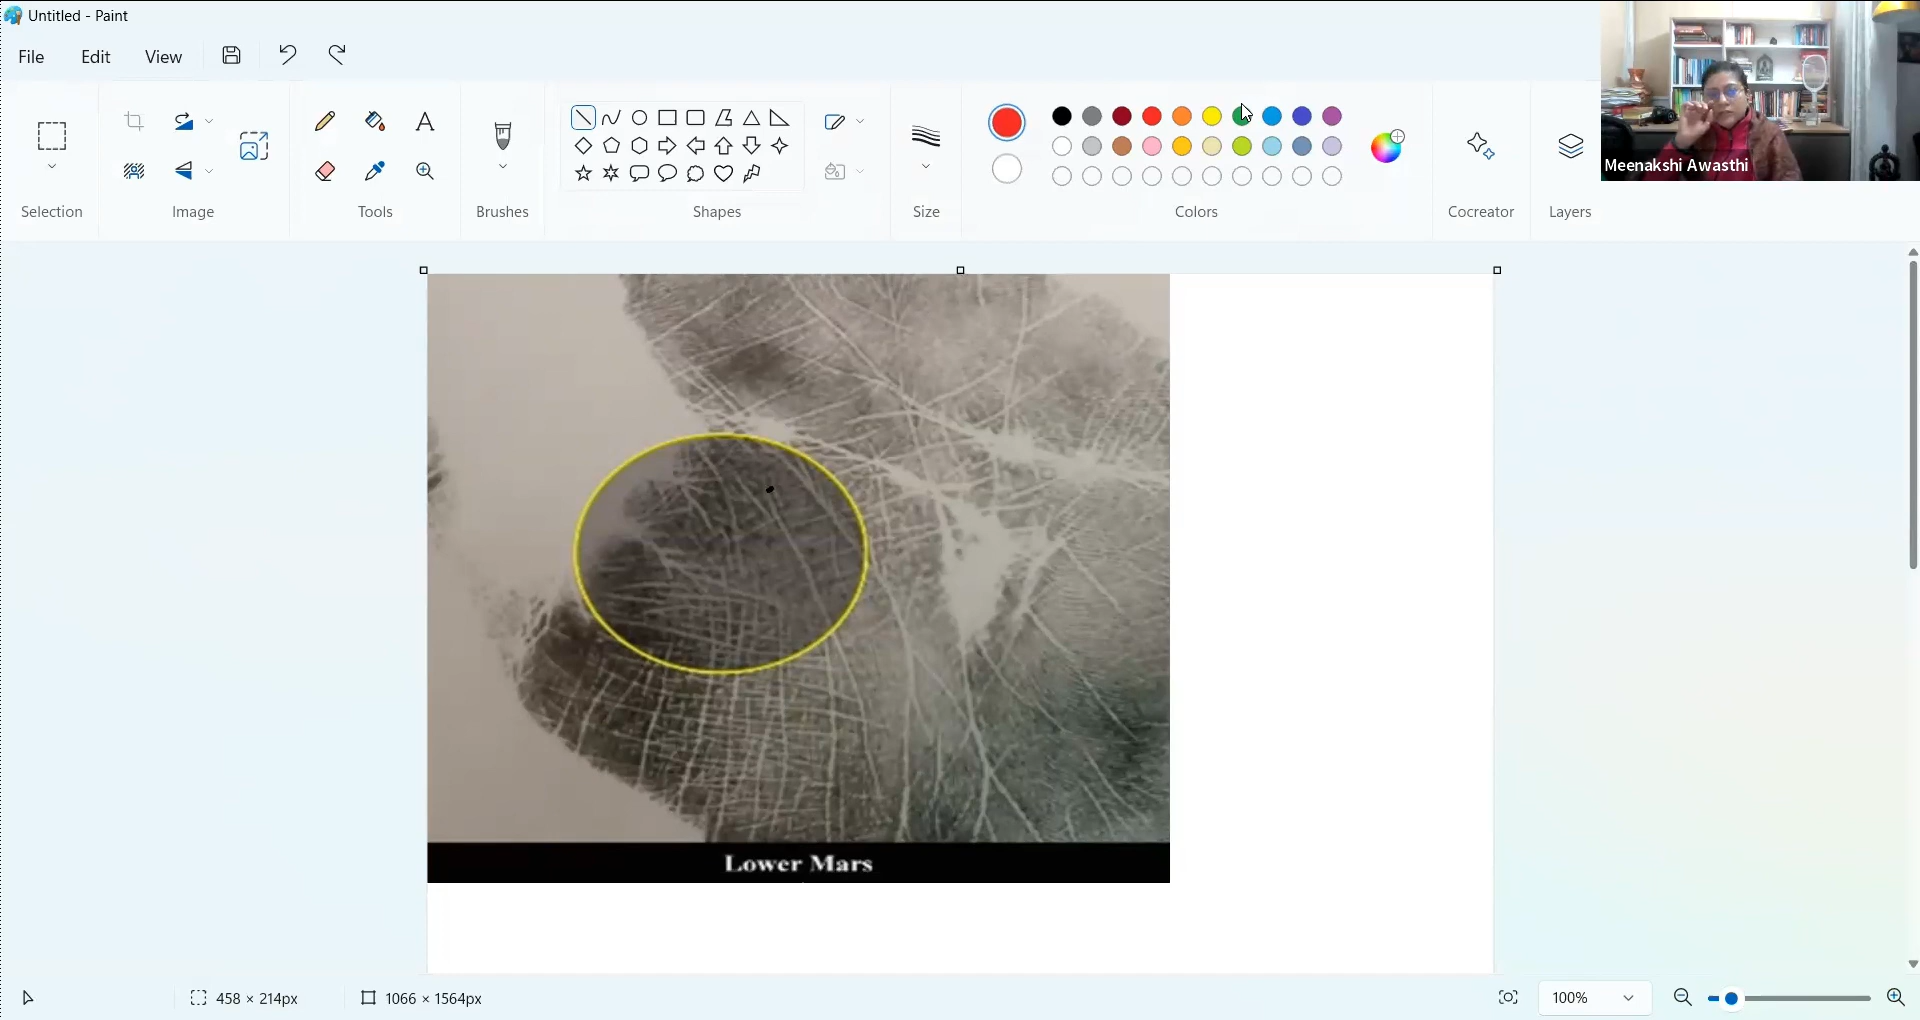 Untitled - Paint
File Edit View
Selection Image Tools Brushes Shapes Size Colors Cocreator Layers
Meenakshi Awasthi
Lower Mars
458 × 214px 1066 × 1564px 100%